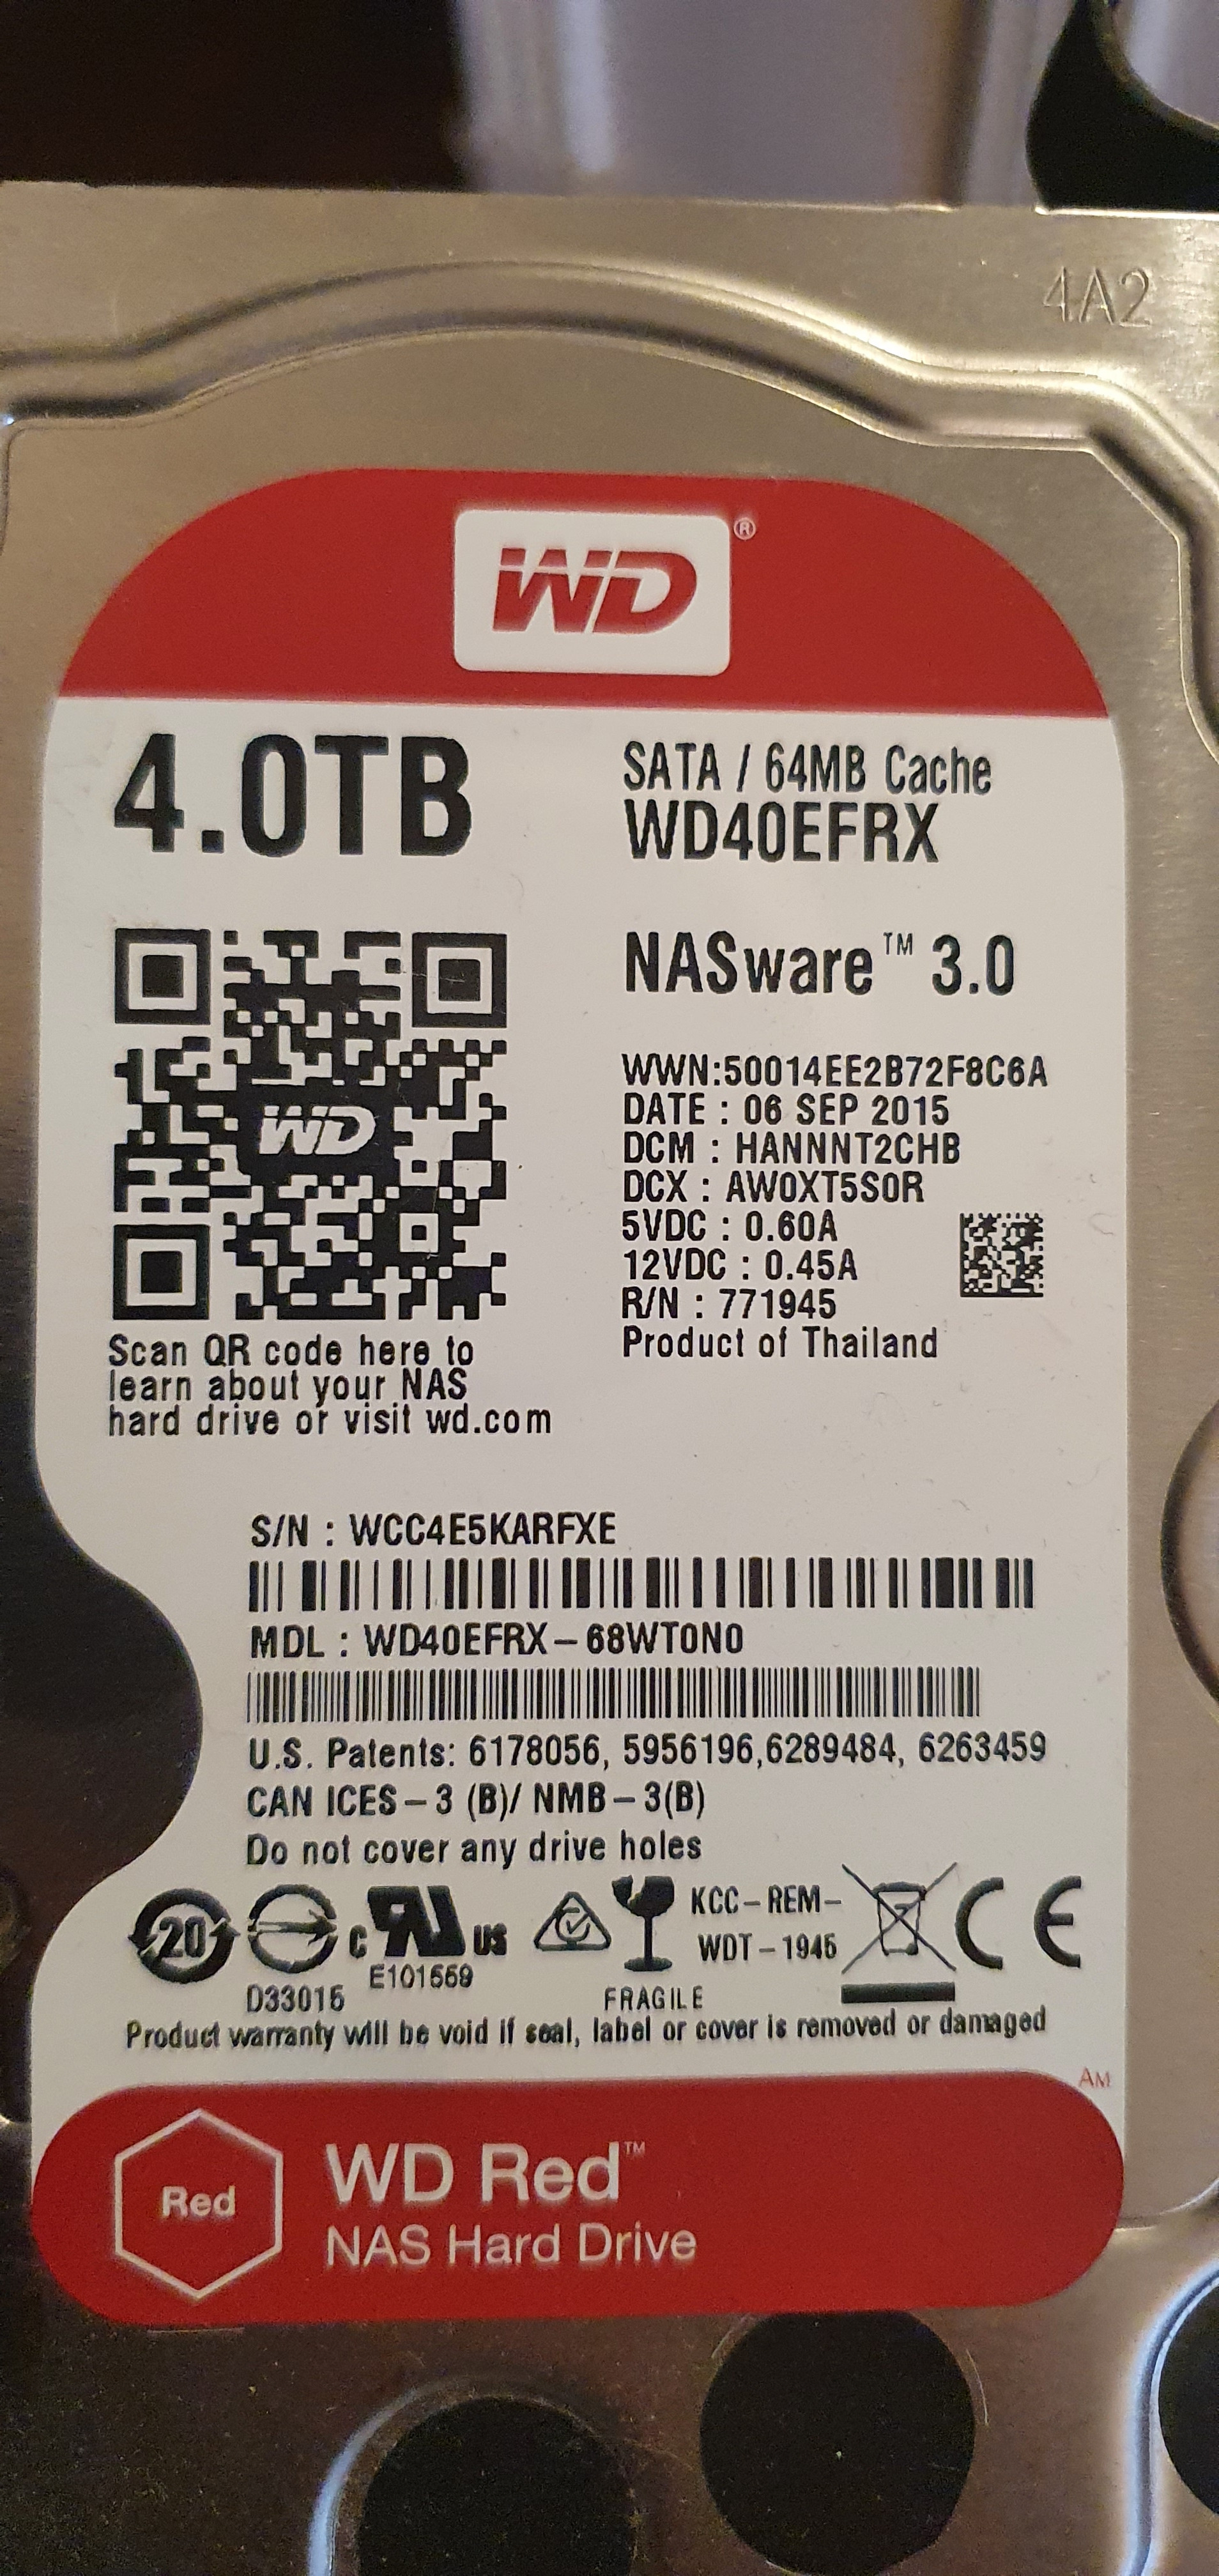 4A2
WD®
4.0TB
SATA / 64MB Cache
WD40EFRX
NASware™ 3.0
WD
WWN:50014EE2B72F8C6A
DATE : 06 SEP 2015
DCM : HANNNT2CHB
DCX : AW0XT5S0R
5VDC : 0.60A
12VDC : 0.45A
R/N : 771945
Product of Thailand
Scan QR code here to
learn about your NAS
hard drive or visit wd.com
S/N : WCC4E5KARFXE
MDL : WD40EFRX–68WT0N0
U.S. Patents: 6178056, 5956196,6289484, 6263459
CAN ICES–3 (B)/ NMB–3(B)
Do not cover any drive holes
20
D33015
c RU US
E101559
FRAGILE
KCC–REM–
WDT–1945
CE
Product warranty will be void if seal, label or cover is removed or damaged
AM
Red
WD Red™
NAS Hard Drive